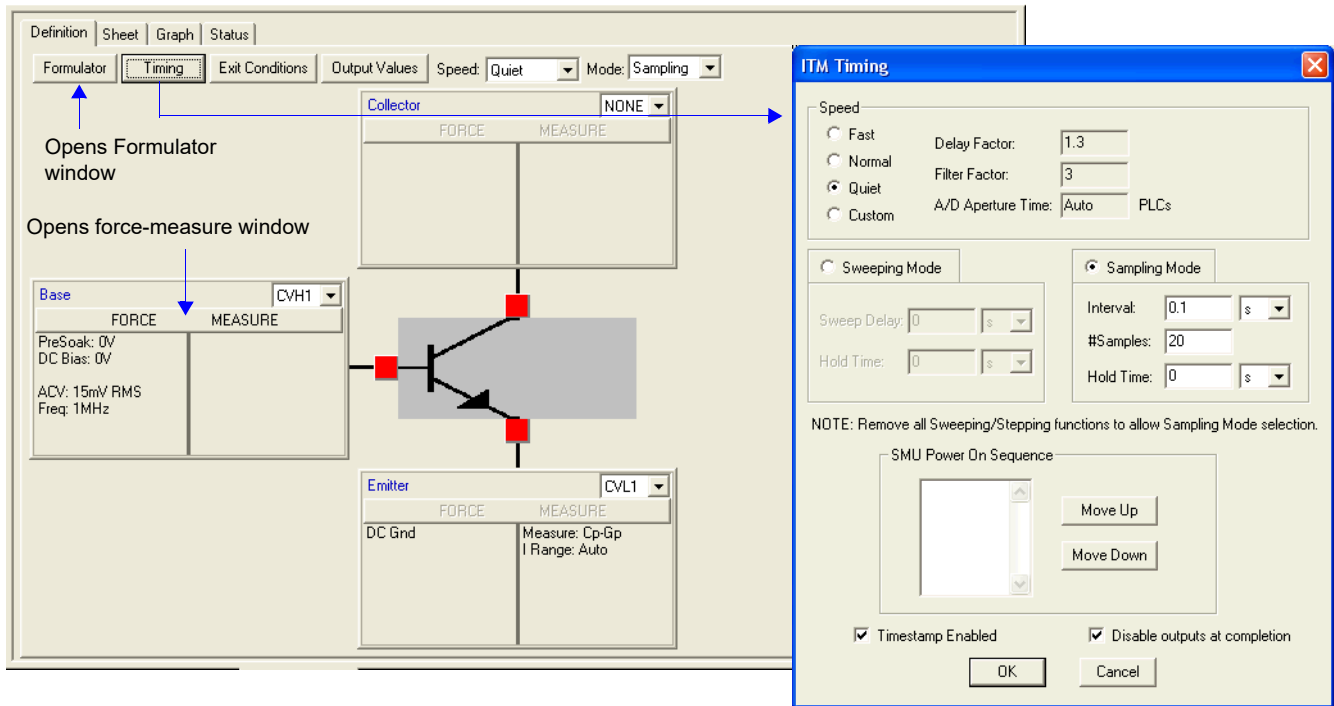 Definition Sheet Graph Status
Formulator Timing Exit Conditions Output Values Speed: Quiet Mode: Sampling
Opens Formulator
window
Opens force-measure window
Collector NONE
FORCE MEASURE
Base CVH1
FORCE MEASURE
PreSoak: 0V
DC Bias: 0V
ACV: 15mV RMS
Freq: 1MHz
Emitter CVL1
FORCE MEASURE
DC Gnd
Measure: Cp-Gp
I Range: Auto
ITM Timing
Speed
Fast
Normal
Quiet
Custom
Delay Factor: 1.3
Filter Factor: 3
A/D Aperture Time: Auto PLCs
Sweeping Mode
Sweep Delay: 0 s
Hold Time: 0 s
Sampling Mode
Interval: 0.1 s
#Samples: 20
Hold Time: 0 s
NOTE: Remove all Sweeping/Stepping functions to allow Sampling Mode selection.
SMU Power On Sequence
Move Up
Move Down
Timestamp Enabled
Disable outputs at completion
OK Cancel